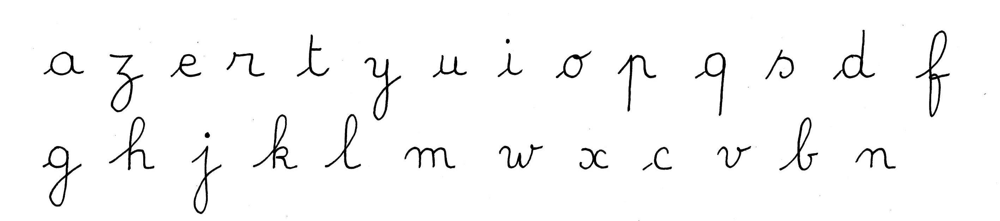 a z e r t y u i o p q s d f
g h j k l m w x c v b n